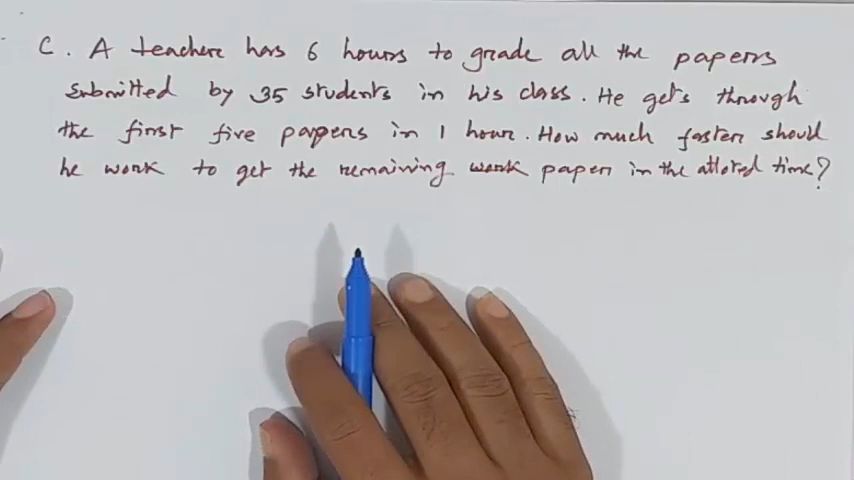 C. A teacher has 6 hours to grade all the papers
submitted by 35 students in his class. He gets through
the first five papers in 1 hour. How much faster should
he work to get the remaining work papers in the alloted time?